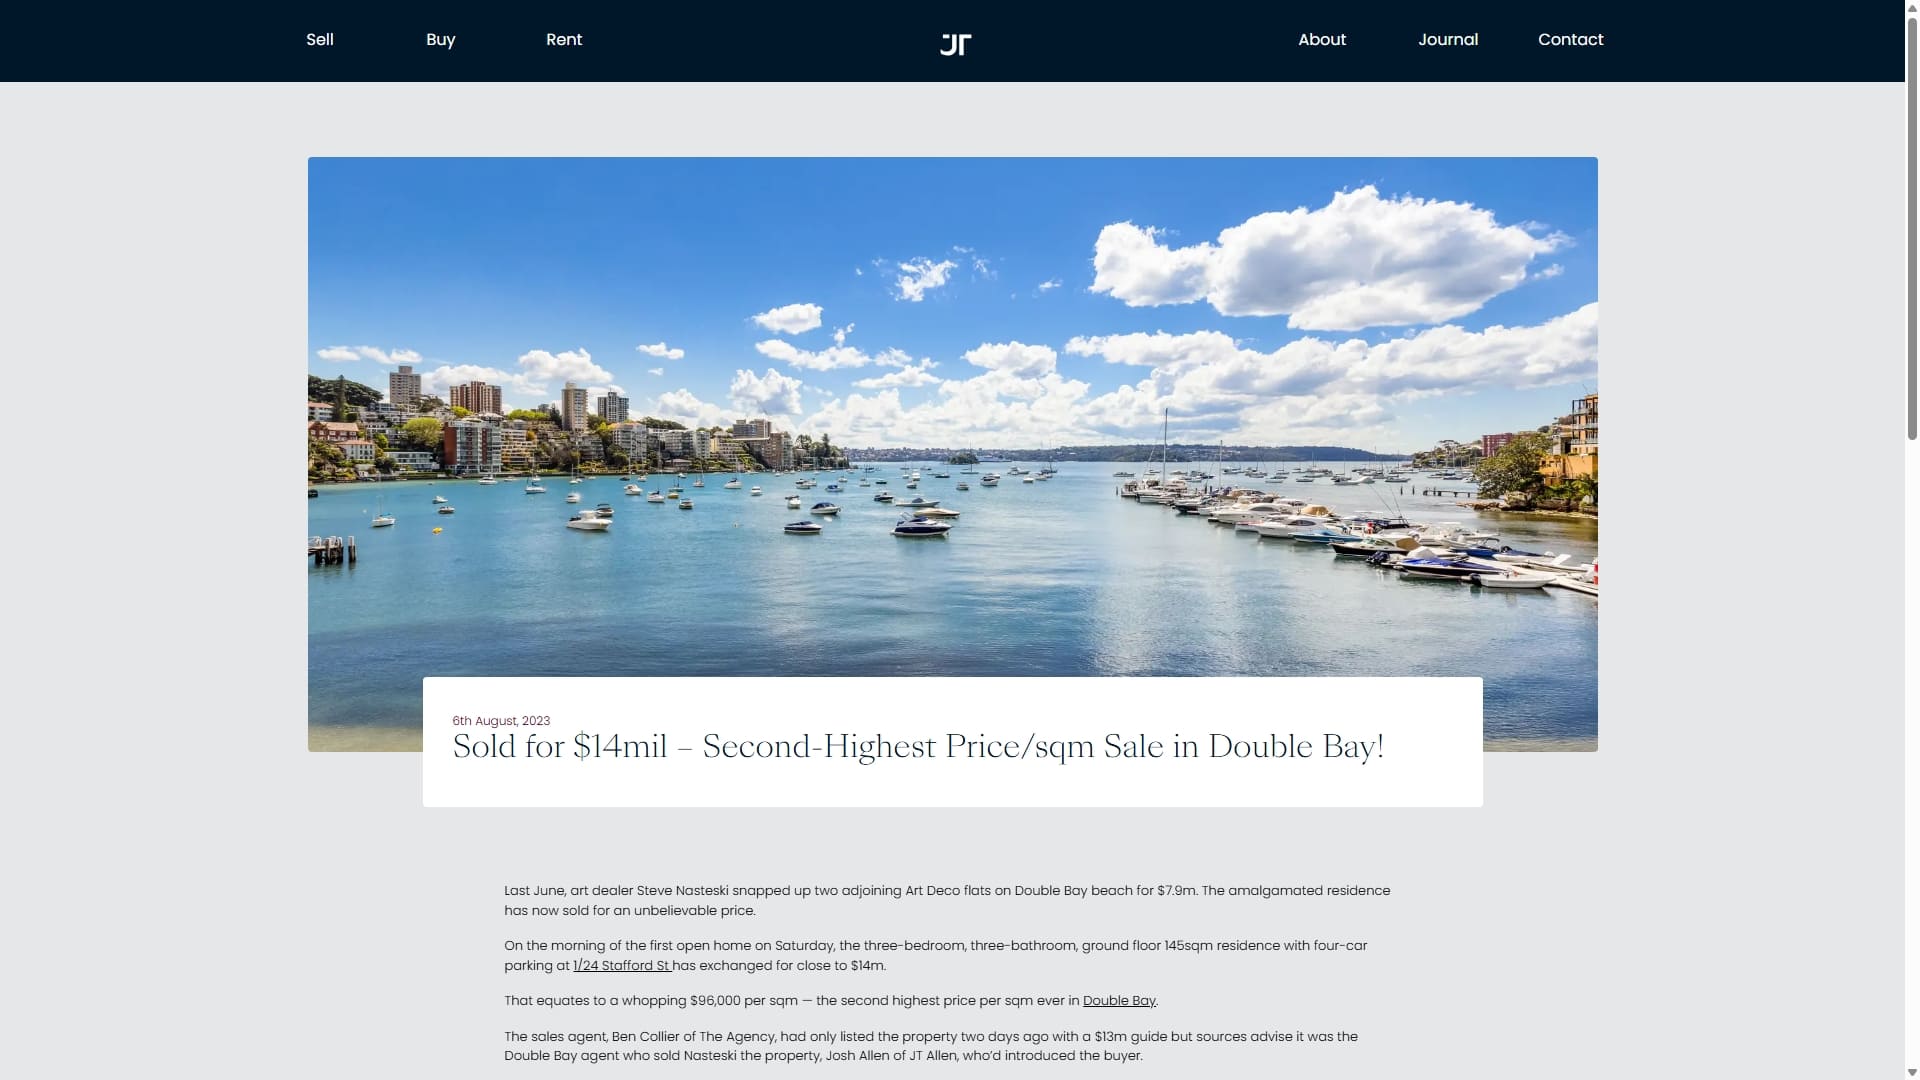 Sell
Buy
Rent
JT
About
Journal
Contact
6th August, 2023
Sold for $14mil – Second-Highest Price/sqm Sale in Double Bay!
Last June, art dealer Steve Nasteski snapped up two adjoining Art Deco flats on Double Bay beach for $7.9m. The amalgamated residence
has now sold for an unbelievable price.
On the morning of the first open home on Saturday, the three-bedroom, three-bathroom, ground floor 145sqm residence with four-car
parking at 1/24 Stafford St has exchanged for close to $14m.
That equates to a whopping $96,000 per sqm — the second highest price per sqm ever in Double Bay.
The sales agent, Ben Collier of The Agency, had only listed the property two days ago with a $13m guide but sources advise it was the
Double Bay agent who sold Nasteski the property, Josh Allen of JT Allen, who’d introduced the buyer.